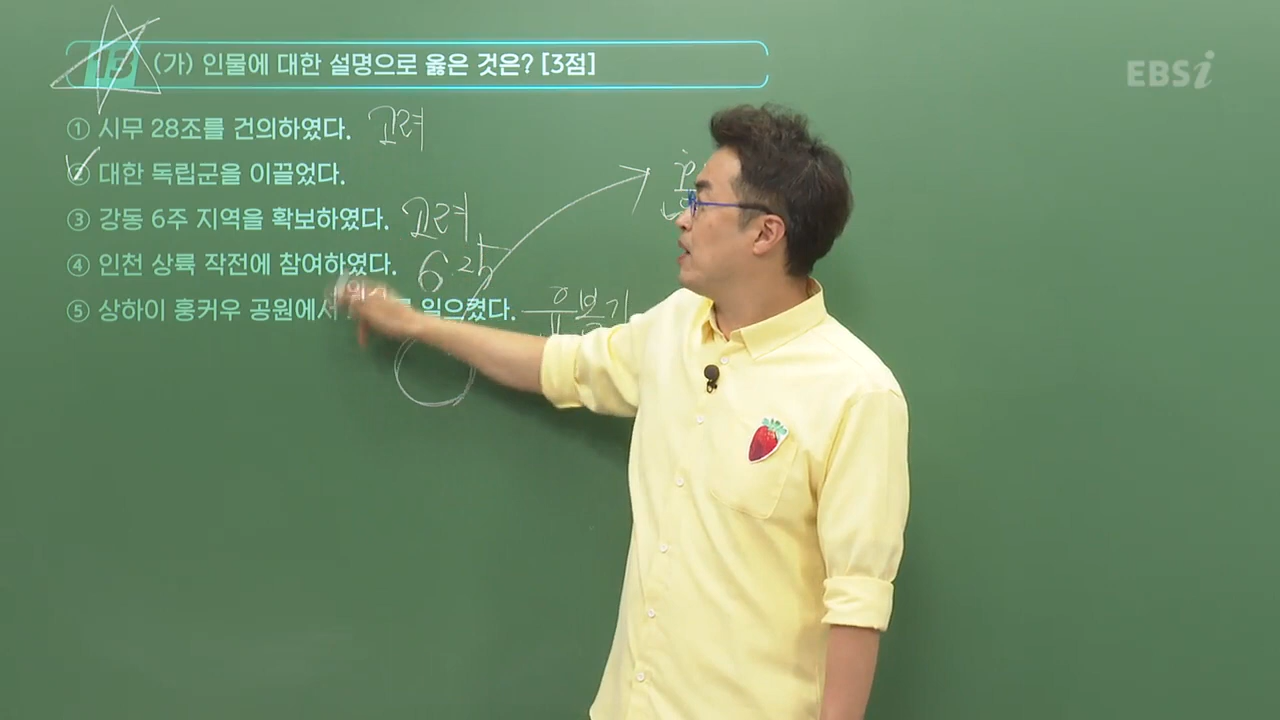 (가) 인물에 대한 설명으로 옳은 것은? [3점]
EBSi
① 시무 28조를 건의하였다. 고려
② 대한 독립군을 이끌었다.
③ 강동 6주 지역을 확보하였다. 고려
④ 인천 상륙 작전에 참여하였다. 6.25
⑤ 상하이 훙커우 공원에서 일으켰다.